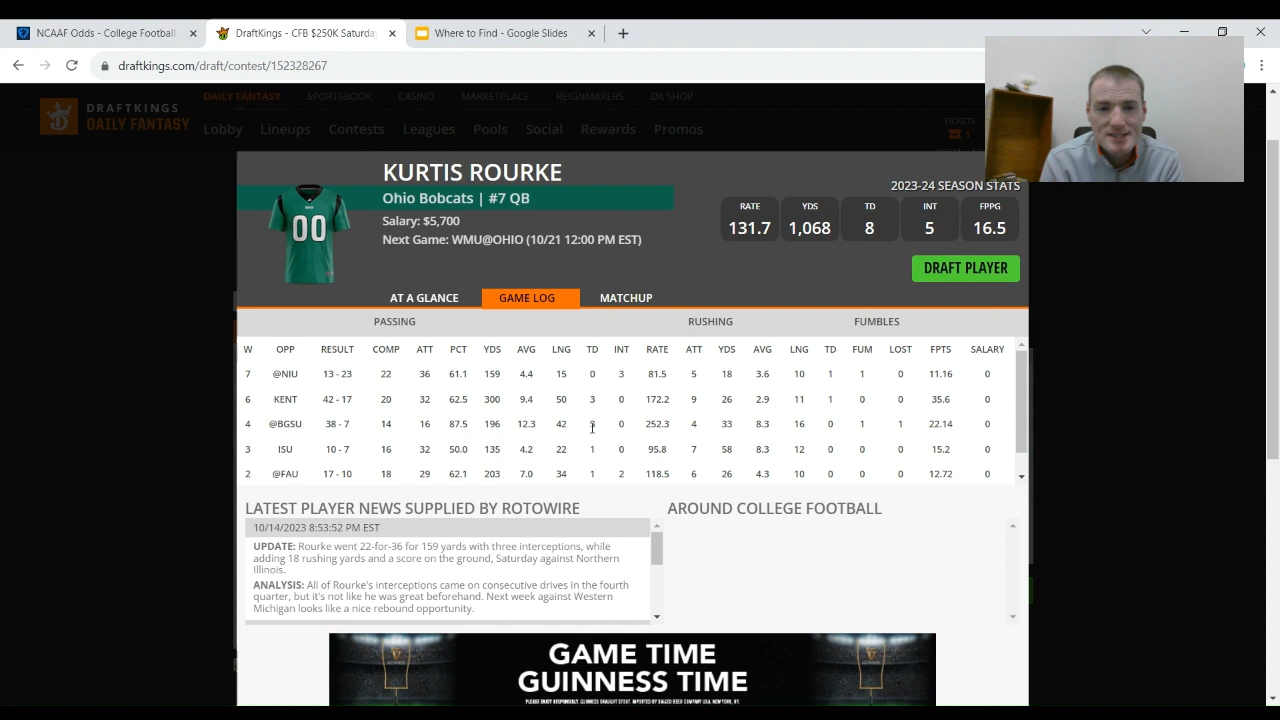 NCAAF Odds - College Football
DraftKings - CFB $250K Saturda
Where to Find - Google Slides
draftkings.com/draft/contest/152328267
DRAFTKINGS
DAILY FANTASY
DAILY FANTASY SPORTSBOOK CASINO MARKETPLACE REIGNMAKERS DK SHOP
Lobby Lineups Contests Leagues Pools Social Rewards Promos
TICKETS
1
KURTIS ROURKE
Ohio Bobcats | #7 QB
Salary: $5,700
Next Game: WMU@OHIO (10/21 12:00 PM EST)
00
2023-24 SEASON STATS
RATE YDS TD INT FPPG
131.7 1,068 8 5 16.5
DRAFT PLAYER
AT A GLANCE GAME LOG MATCHUP
PASSING RUSHING FUMBLES
W OPP RESULT COMP ATT PCT YDS AVG LNG TD INT RATE ATT YDS AVG LNG TD FUM LOST FPTS SALARY
7 @NIU 13 - 23 22 36 61.1 159 4.4 15 0 3 81.5 5 18 3.6 10 1 1 0 11.16 0
6 KENT 42 - 17 20 32 62.5 300 9.4 50 3 0 172.2 9 26 2.9 11 1 0 0 35.6 0
4 @BGSU 38 - 7 14 16 87.5 196 12.3 42 0 252.3 4 33 8.3 16 0 1 1 22.14 0
3 ISU 10 - 7 16 32 50.0 135 4.2 22 1 0 95.8 7 58 8.3 12 0 0 0 15.2 0
2 @FAU 17 - 10 18 29 62.1 203 7.0 34 1 2 118.5 6 26 4.3 10 0 0 0 12.72 0
LATEST PLAYER NEWS SUPPLIED BY ROTOWIRE
10/14/2023 8:53:52 PM EST
UPDATE: Rourke went 22-for-36 for 159 yards with three interceptions, while
adding 18 rushing yards and a score on the ground, Saturday against Northern
Illinois.
ANALYSIS: All of Rourke's interceptions came on consecutive drives in the fourth
quarter, but it's not like he was great beforehand. Next week against Western
Michigan looks like a nice rebound opportunity.
AROUND COLLEGE FOOTBALL
GAME TIME
GUINNESS TIME